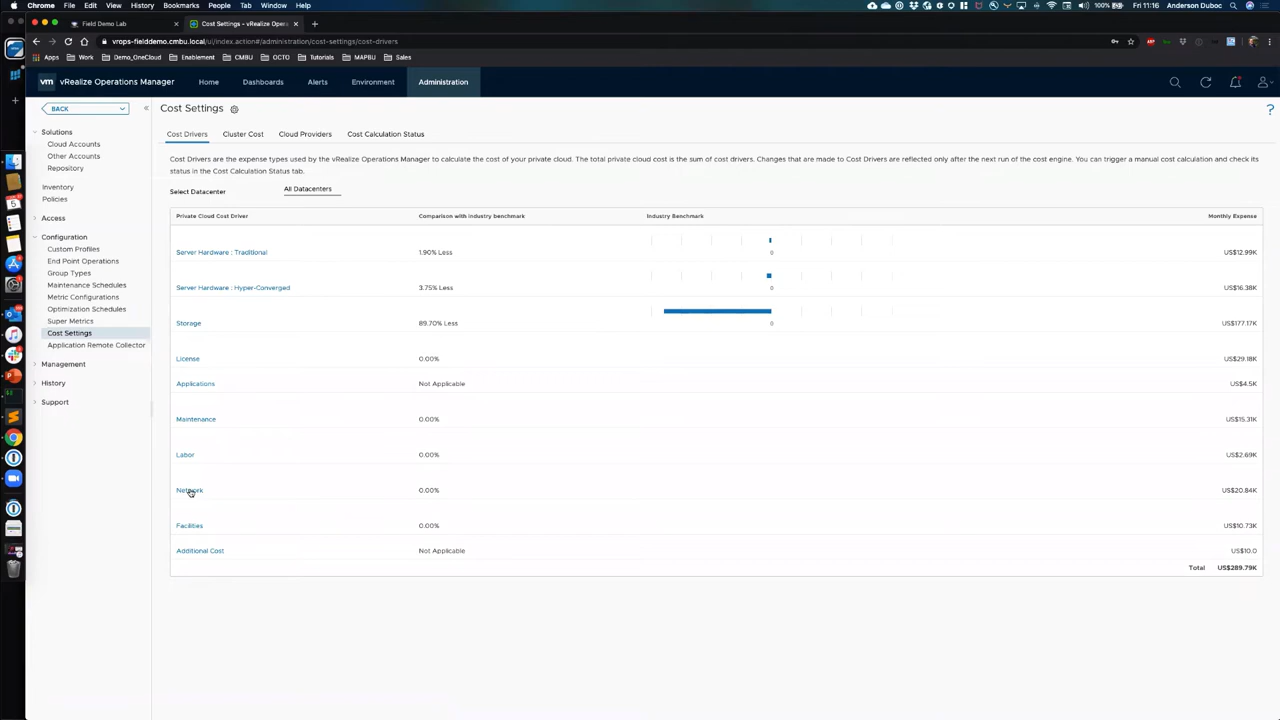 Chrome File Edit View History Bookmarks People Tab Window Help 100% Fri 11:16 Anderson Duboc
Field Demo Lab Cost Settings - vRealize Opera
vrops-fielddemo.cmbu.local/ui/index.action#/administration/cost-settings/cost-drivers
Apps Work Demo_OneCloud Enablement CMBU OCTO Tutorials MAPBU Sales
vm vRealize Operations Manager Home Dashboards Alerts Environment Administration
BACK
Solutions
Cloud Accounts
Other Accounts
Repository
Inventory
Policies
Access
Configuration
Custom Profiles
End Point Operations
Group Types
Maintenance Schedules
Metric Configurations
Optimization Schedules
Super Metrics
Cost Settings
Application Remote Collector
Management
History
Support
Cost Settings
?
Cost Drivers Cluster Cost Cloud Providers Cost Calculation Status
Cost Drivers are the expense types used by the vRealize Operations Manager to calculate the cost of your private cloud. The total private cloud cost is the sum of cost drivers. Changes that are made to Cost Drivers are reflected only after the next run of the cost engine. You can trigger a manual cost calculation and check its
status in the Cost Calculation Status tab.
Select Datacenter All Datacenters
Private Cloud Cost Driver Comparison with industry benchmark Industry Benchmark Monthly Expense
Server Hardware : Traditional 1.90% Less 0 US$12.99K
Server Hardware : Hyper-Converged 3.75% Less 0 US$16.38K
Storage 89.70% Less 0 US$177.17K
License 0.00% US$29.18K
Applications Not Applicable US$4.5K
Maintenance 0.00% US$15.31K
Labor 0.00% US$2.69K
Network 0.00% US$20.84K
Facilities 0.00% US$10.73K
Additional Cost Not Applicable US$10.0
Total US$289.79K